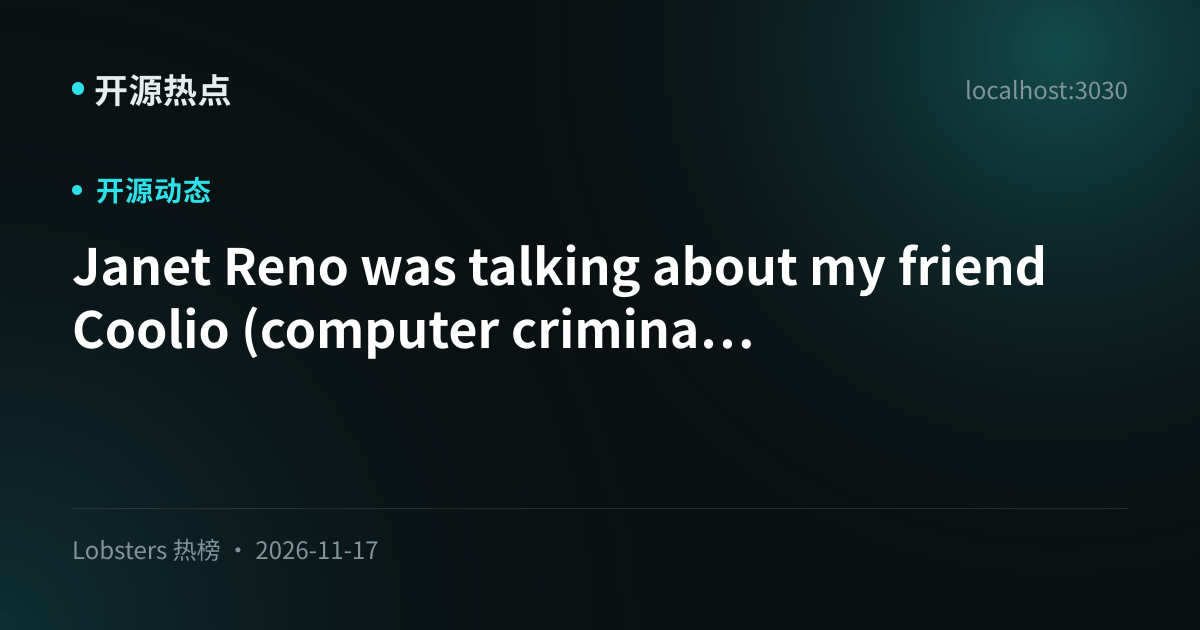 开源热点
localhost:3030
开源动态
Janet Reno was talking about my friend
Coolio (computer crimina…
Lobsters 热榜 · 2026-11-17